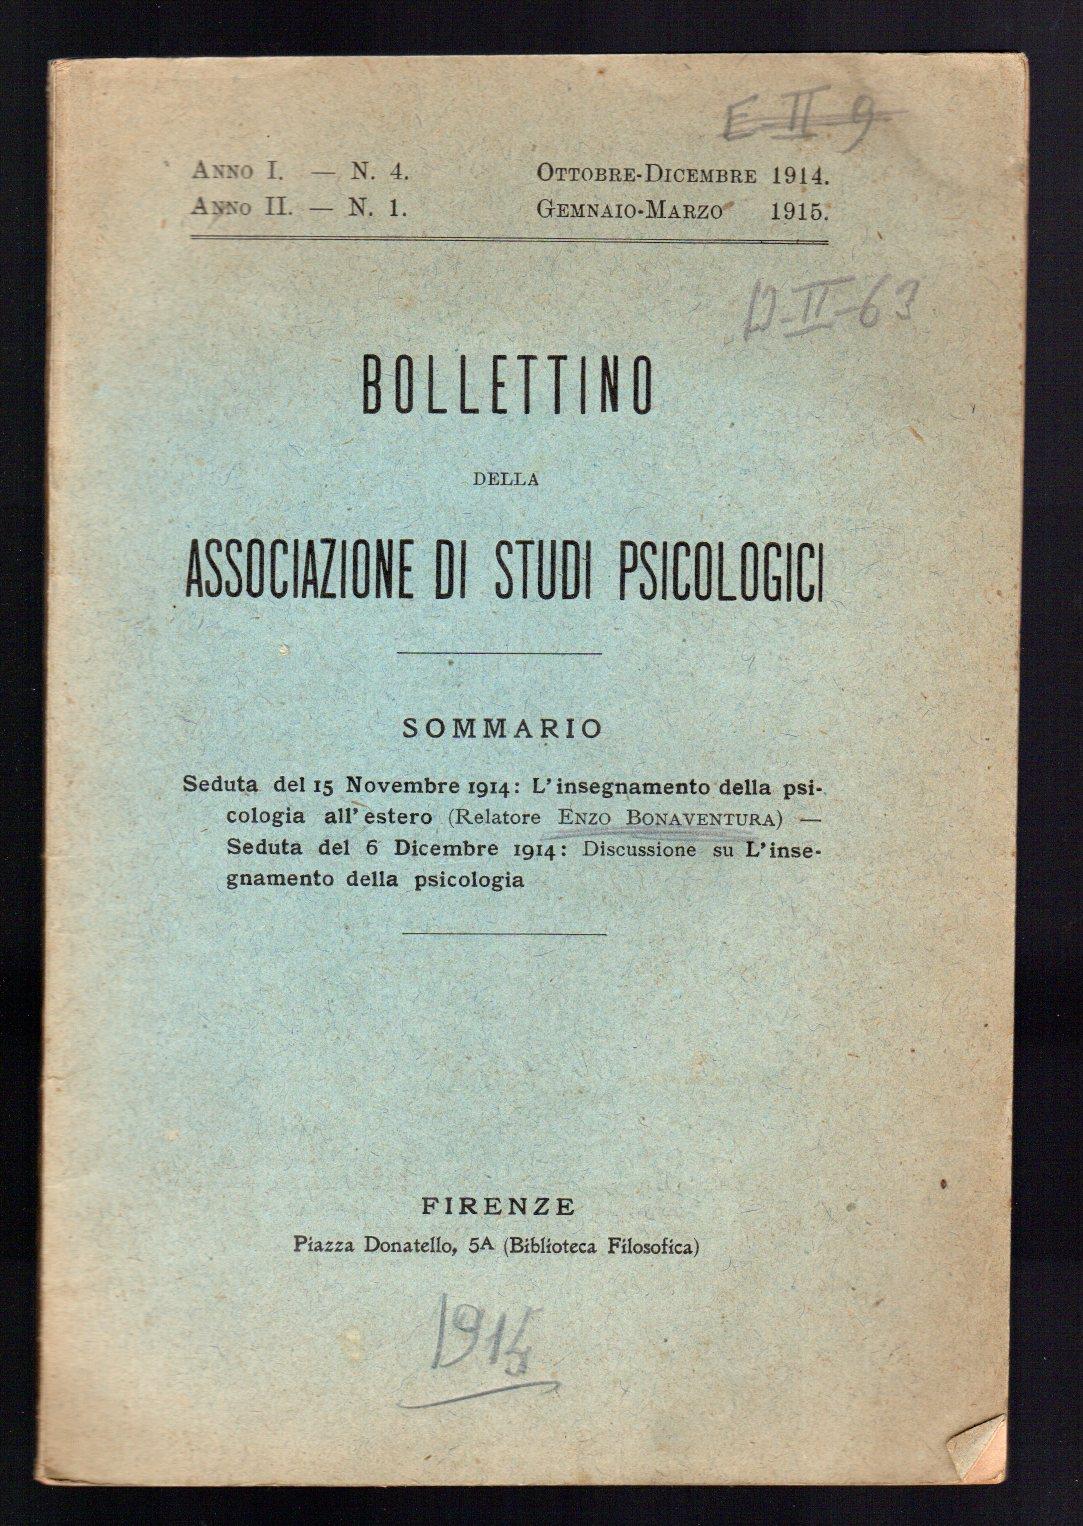 E-II-9
ANNO I. — N. 4. OTTOBRE-DICEMBRE 1914.
ANNO II. — N. 1. GEMNAIO-MARZO 1915.
D-II-63
BOLLETTINO
DELLA
ASSOCIAZIONE DI STUDI PSICOLOGICI
SOMMARIO
Seduta del 15 Novembre 1914: L'insegnamento della psi-
cologia all'estero (Relatore ENZO BONAVENTURA) —
Seduta del 6 Dicembre 1914: Discussione su L'inse-
gnamento della psicologia
FIRENZE
Piazza Donatello, 5A (Biblioteca Filosofica)